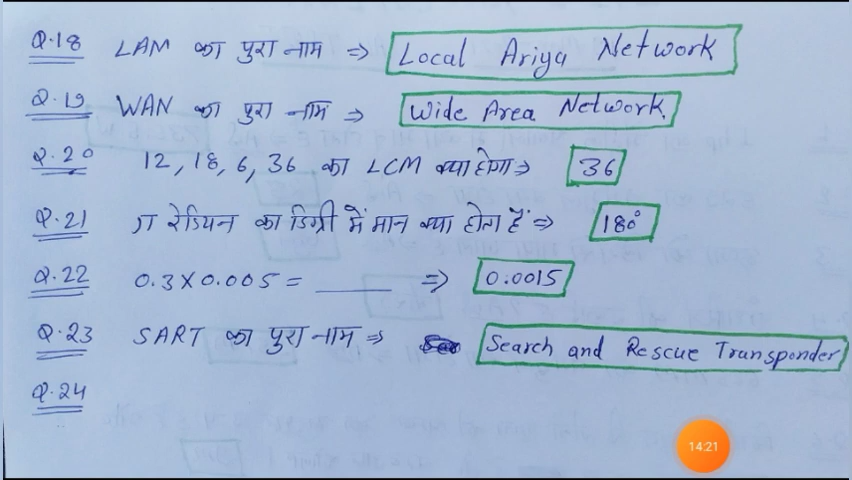 Q.18 LAM का पुरा नाम => Local Ariya Network
Q.19 WAN का पुरा नाम => Wide Area Network
Q.20 12, 18, 6, 36 का LCM क्या होगा => 36
Q.21 π रेडियन का डिग्री में मान क्या होता हैं => 180°
Q.22 0.3 X 0.005 = ____ => 0.0015
Q.23 SART का पुरा नाम => Search and Rescue Transponder
Q.24
14:21